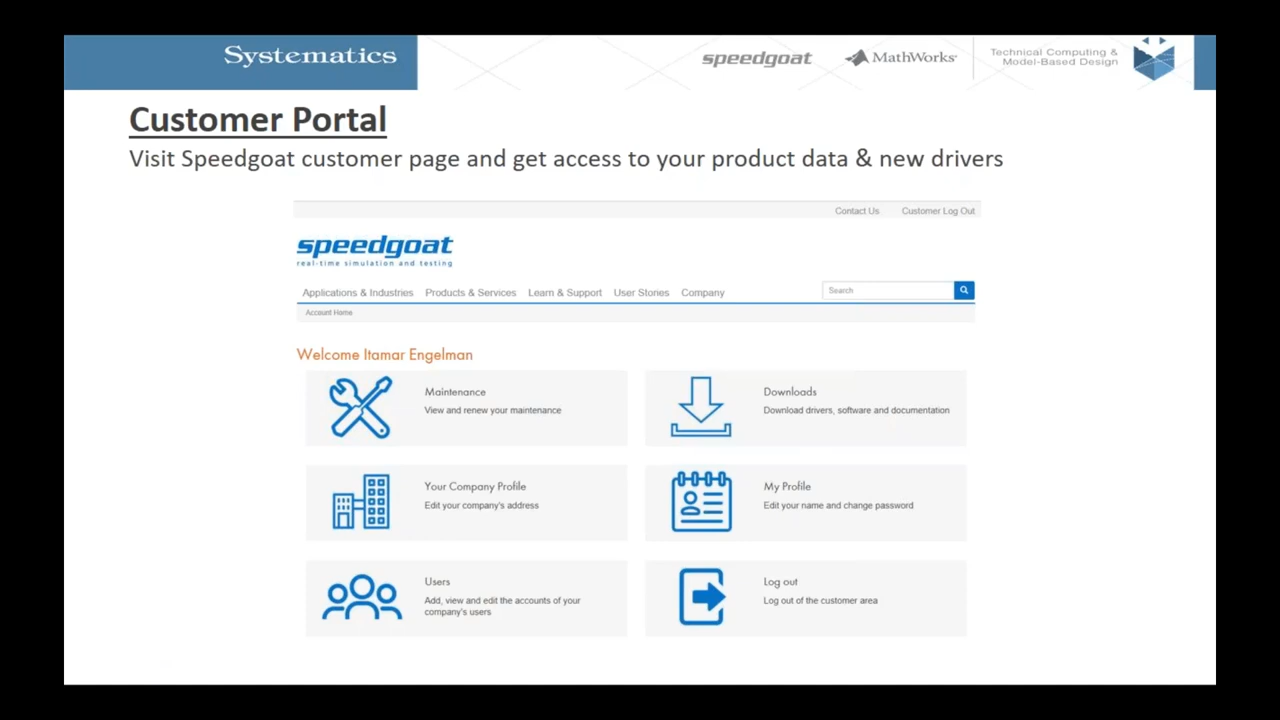 Systematics
speedgoat
MathWorks®
Technical Computing &
Model-Based Design
Customer Portal
Visit Speedgoat customer page and get access to your product data & new drivers
Contact Us
Customer Log Out
speedgoat
real-time simulation and testing
Applications & Industries Products & Services Learn & Support User Stories Company
Search
Account Home
Welcome Itamar Engelman
Maintenance
View and renew your maintenance
Downloads
Download drivers, software and documentation
Your Company Profile
Edit your company's address
My Profile
Edit your name and change password
Users
Add, view and edit the accounts of your
company's users
Log out
Log out of the customer area